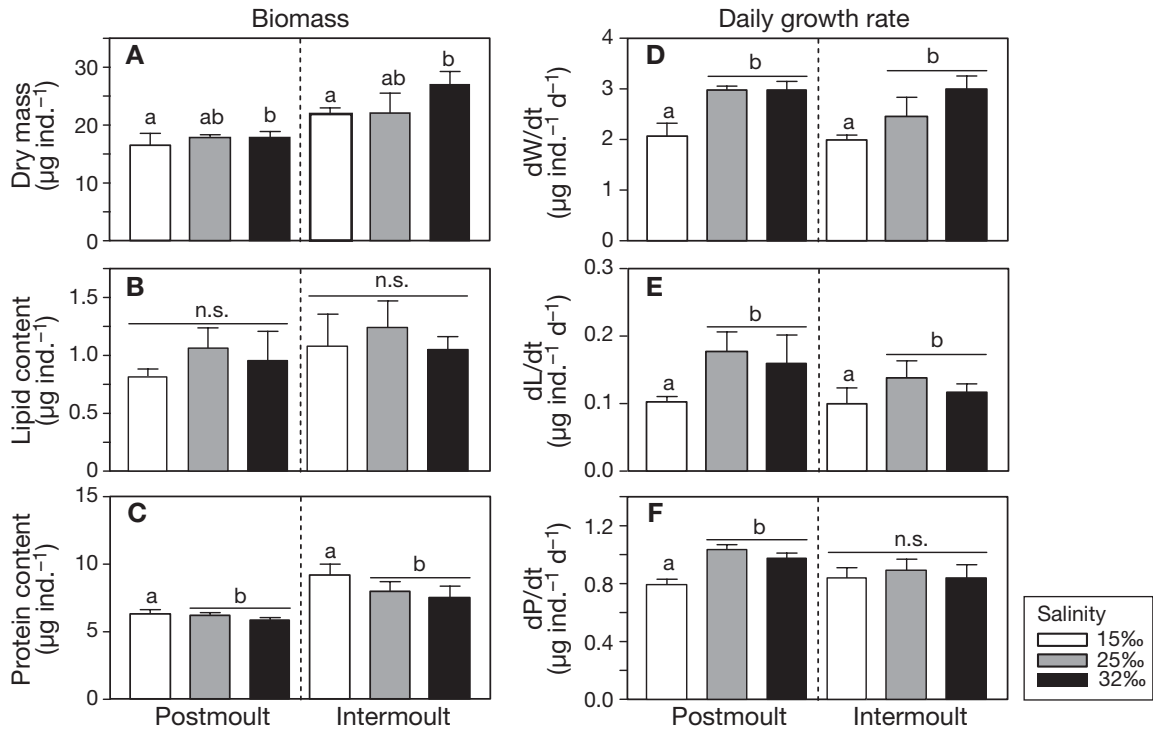 Biomass
Daily growth rate
A
Dry mass
(µg ind.⁻¹)
30
20
10
0
a
ab
b
a
ab
b
D
dW/dt
(µg ind.⁻¹ d⁻¹)
4
3
2
1
0
a
b
a
b
B
Lipid content
(µg ind.⁻¹)
1.5
1.0
0.5
0
n.s.
n.s.
E
dL/dt
(µg ind.⁻¹ d⁻¹)
0.3
0.2
0.1
0.0
a
b
a
b
C
Protein content
(µg ind.⁻¹)
15
10
5
0
a
b
a
b
Postmoult
Intermoult
F
dP/dt
(µg ind.⁻¹ d⁻¹)
1.2
0.8
0.4
0.0
a
b
n.s.
Postmoult
Intermoult
Salinity
15‰
25‰
32‰